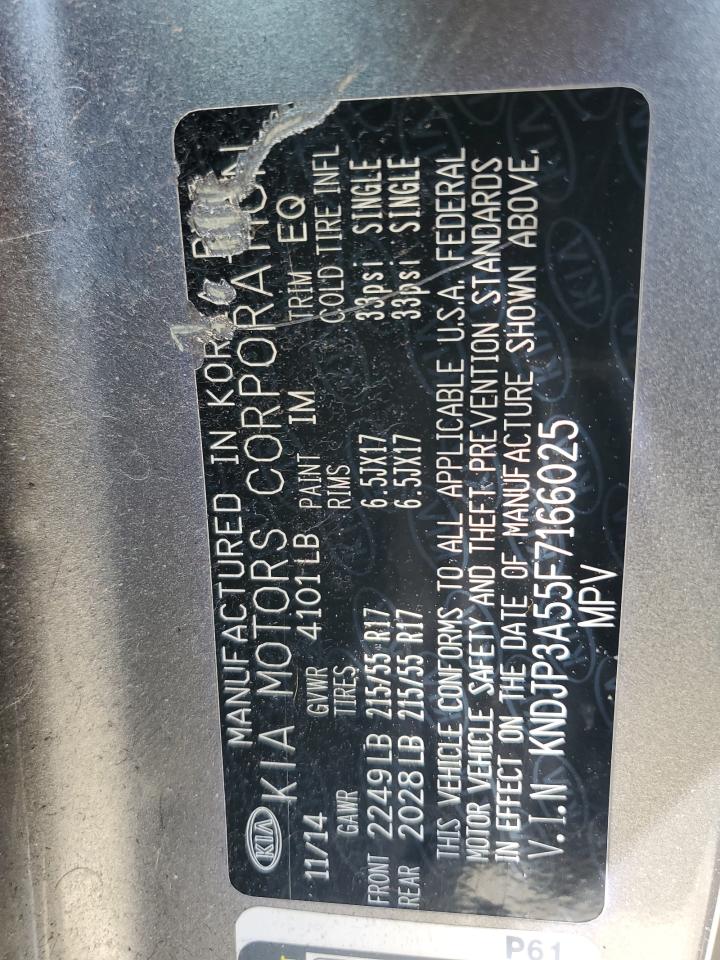 MANUFACTURED IN KOR
KIA KIA MOTORS CORPORATION
11/14 GVWR 4101LB PAINT IM TRIM EQ
GAWR TIRES RIMS COLD TIRE INFL
FRONT 2249LB 215/55 R17 6.5JX17 33psi SINGLE
REAR 2028LB 215/55 R17 6.5JX17 33psi SINGLE
THIS VEHICLE CONFORMS TO ALL APPLICABLE U.S.A. FEDERAL
MOTOR VEHICLE SAFETY AND THEFT PREVENTION STANDARDS
IN EFFECT ON THE DATE OF MANUFACTURE SHOWN ABOVE.
V.I.N KNDJP3A55F7166025
MPV
P61